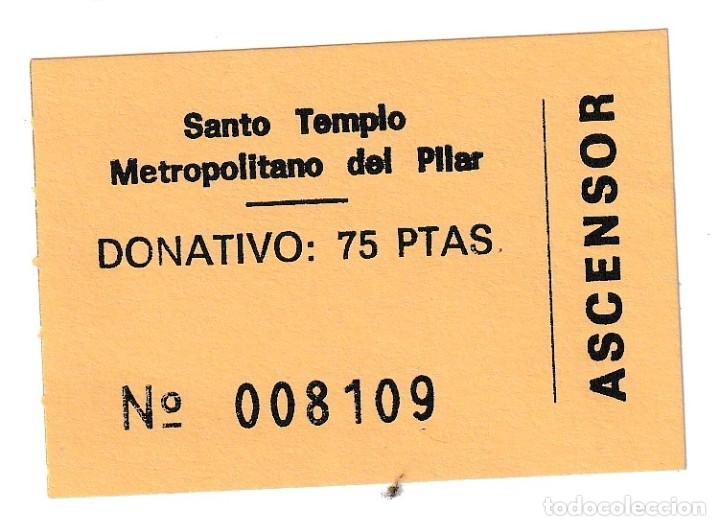 Santo Templo
Metropolitano del Pilar
DONATIVO: 75 PTAS.
Nº 008109
ASCENSOR
todocoleccion